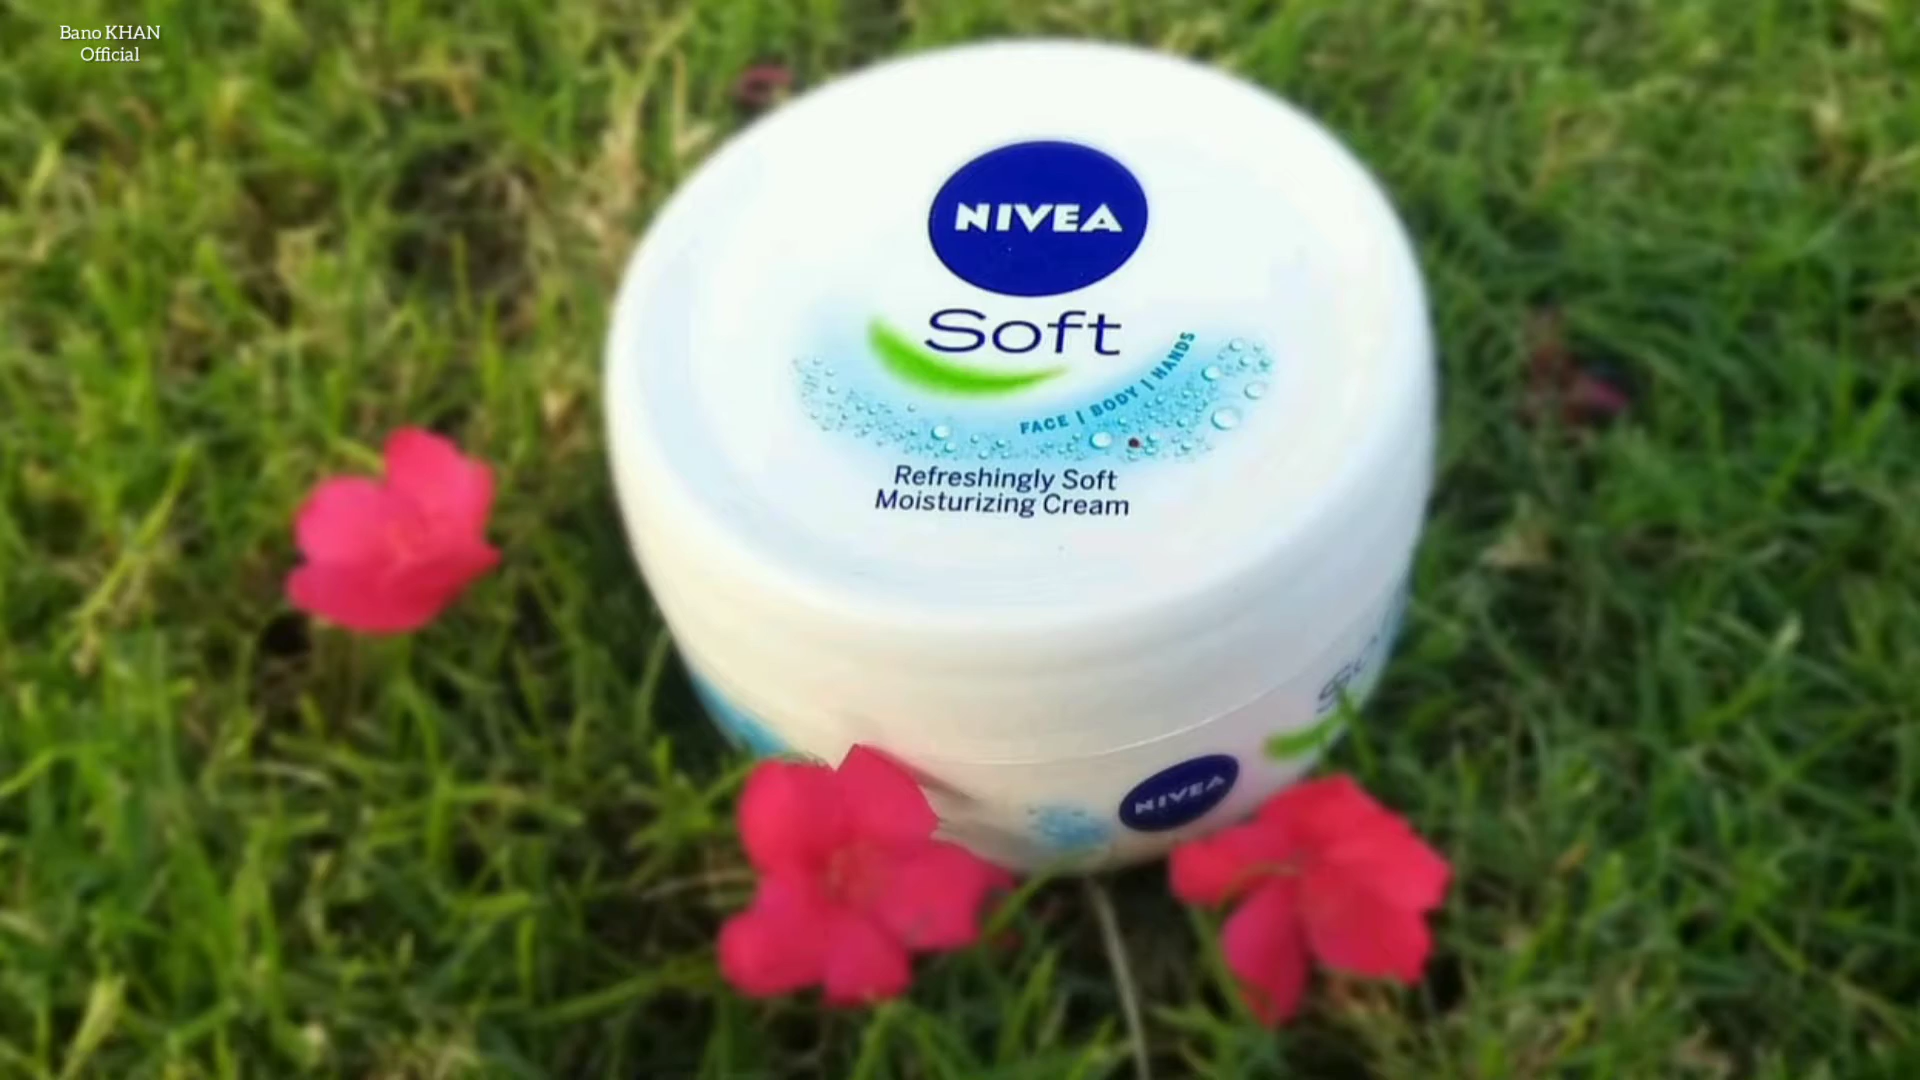 Bano KHAN
Official
NIVEA
Soft
FACE | BODY | HANDS
Refreshingly Soft
Moisturizing Cream
NIVEA